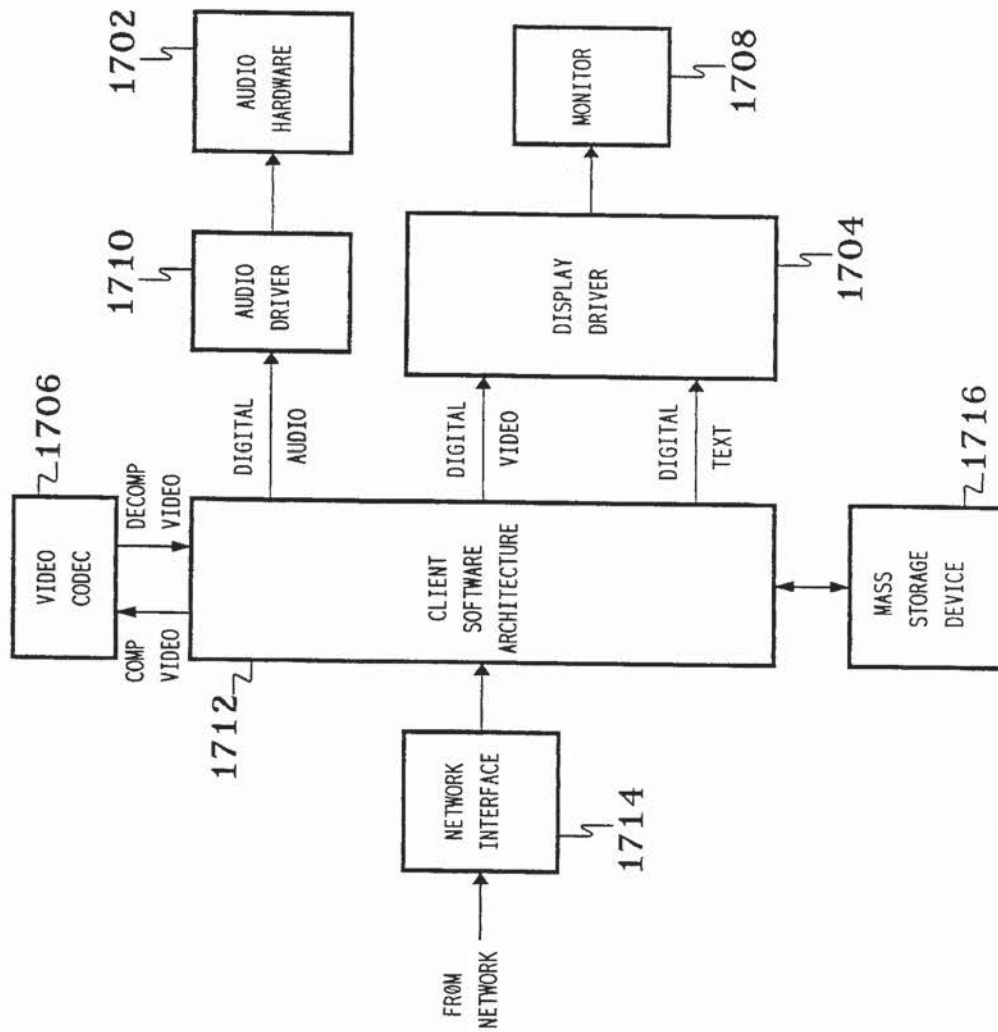 VIDEO
CODEC
1706
COMP
VIDEO
DECOMP
VIDEO
1712
1710
1702
DIGITAL
AUDIO
AUDIO
DRIVER
AUDIO
HARDWARE
FROM
NETWORK
NETWORK
INTERFACE
1714
CLIENT
SOFTWARE
ARCHITECTURE
DIGITAL
VIDEO
DISPLAY
DRIVER
MONITOR
1708
DIGITAL
TEXT
1704
MASS
STORAGE
DEVICE
1716